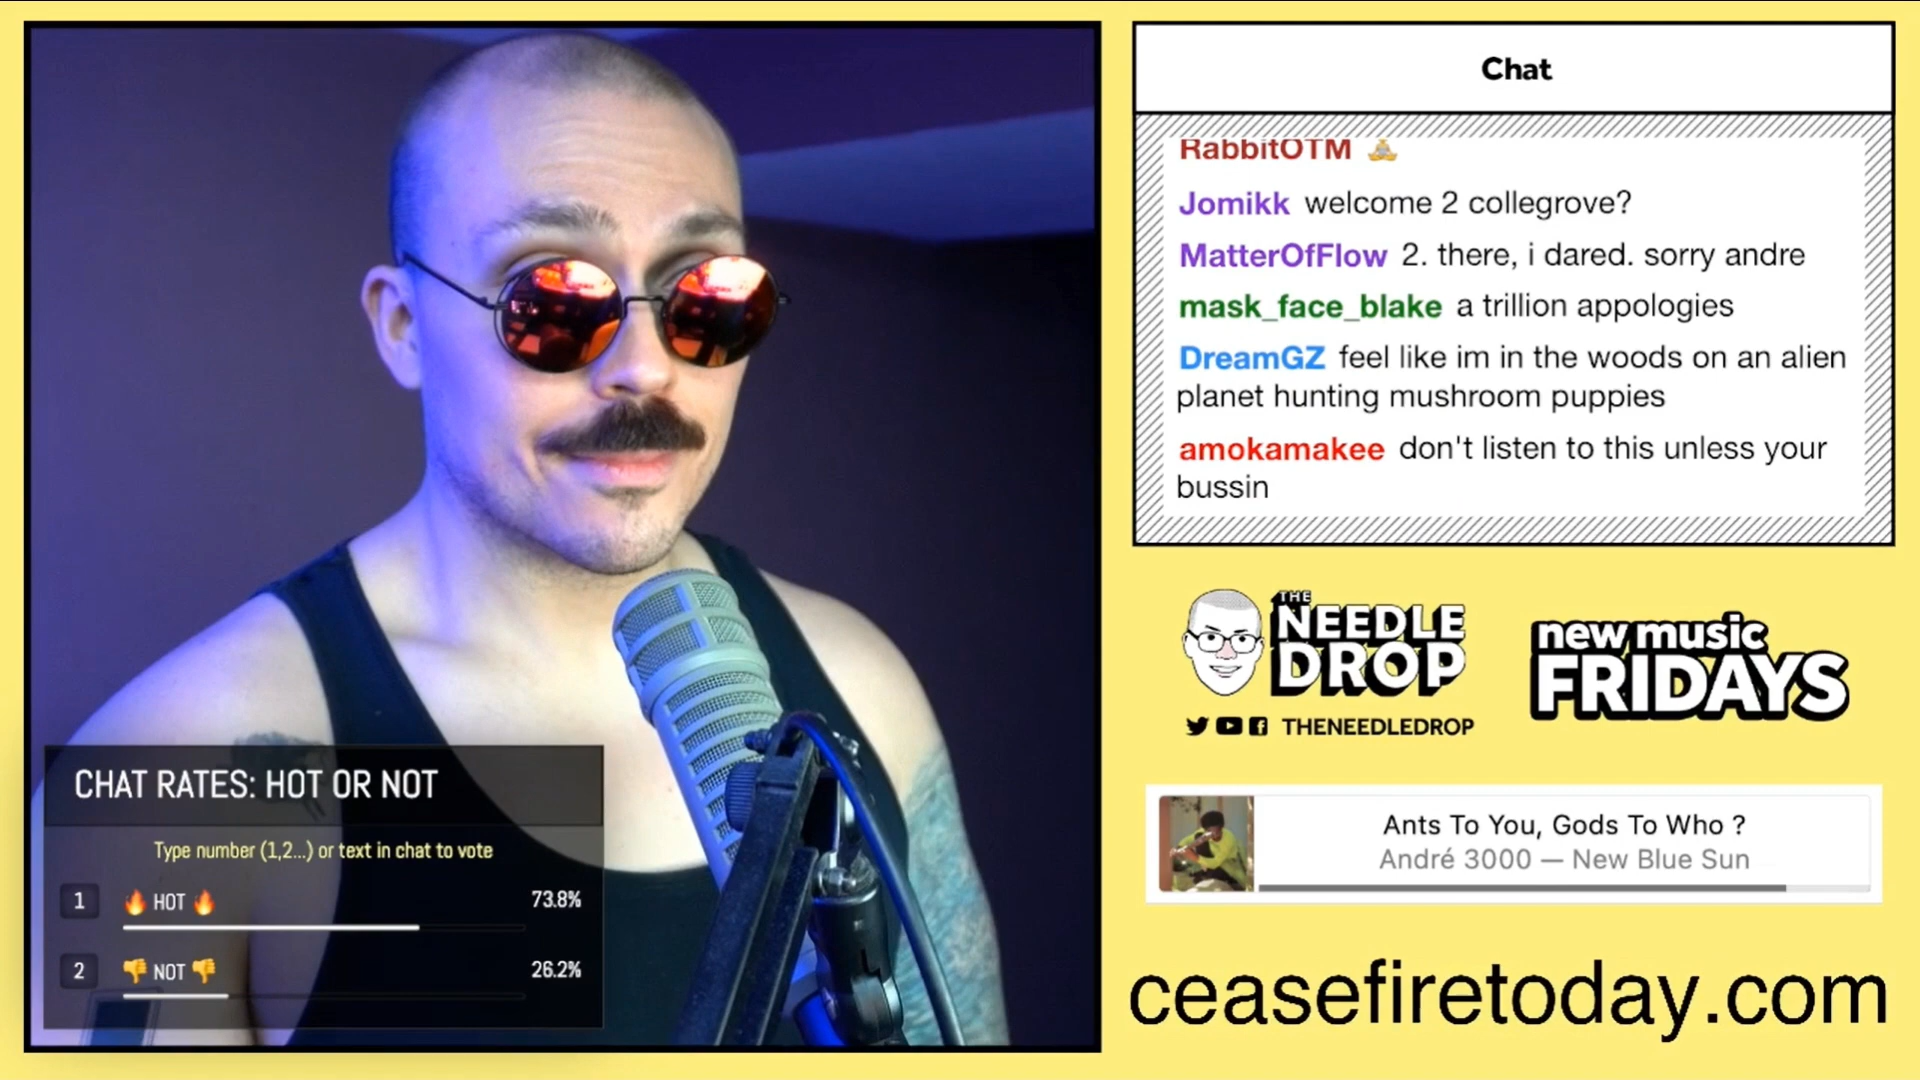 Chat
RabbitOTM
Jomikk welcome 2 collegrove?
MatterOfFlow 2. there, i dared. sorry andre
mask_face_blake a trillion appologies
DreamGZ feel like im in the woods on an alien
planet hunting mushroom puppies
amokamakee don't listen to this unless your
bussin
THE
NEEDLE
DROP
THENEEDLEDROP
new music
FRIDAYS
Ants To You, Gods To Who ?
André 3000 — New Blue Sun
ceasefiretoday.com
CHAT RATES: HOT OR NOT
Type number (1,2...) or text in chat to vote
1 🔥 HOT 🔥 73.8%
2 👎 NOT 👎 26.2%